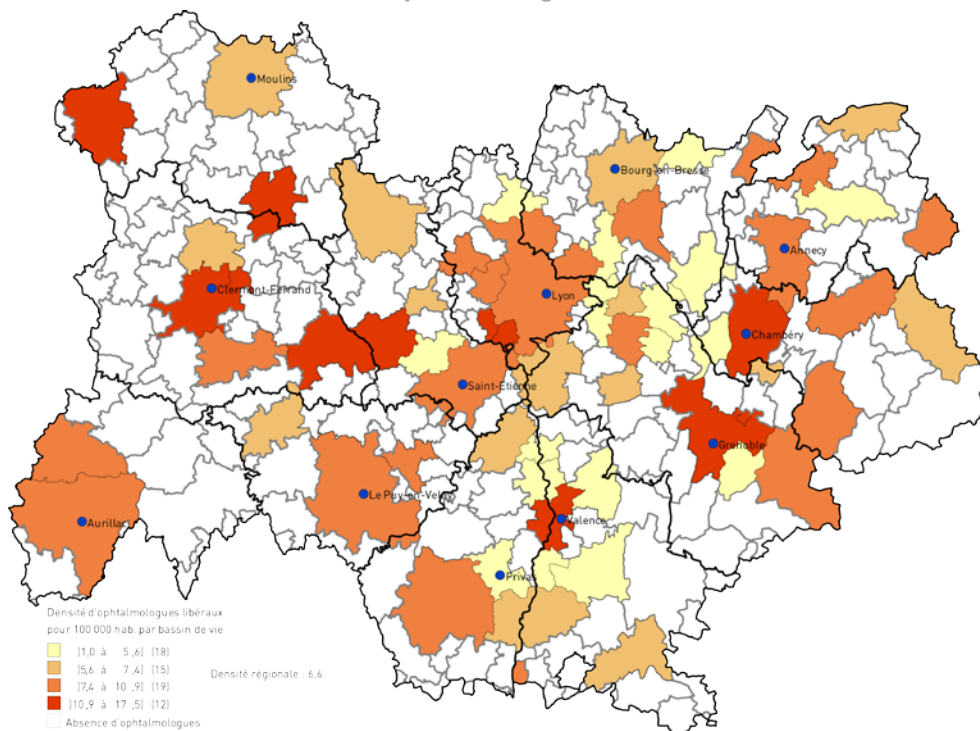 Moulins
Bourg-en-Bresse
Annecy
Clermont-Ferrand
Lyon
Chambéry
Saint-Étienne
Grenoble
Le Puy-en-Velay
Aurillac
Valence
Privas
Densité d'ophtalmologues libéraux
pour 100 000 hab. par bassin de vie
]1,0 à 5,6] (18)
]5,6 à 7,4] (15)
Densité régionale : 6,6
]7,4 à 10,9] (19)
]10,9 à 17,5] (12)
Absence d'ophtalmologues